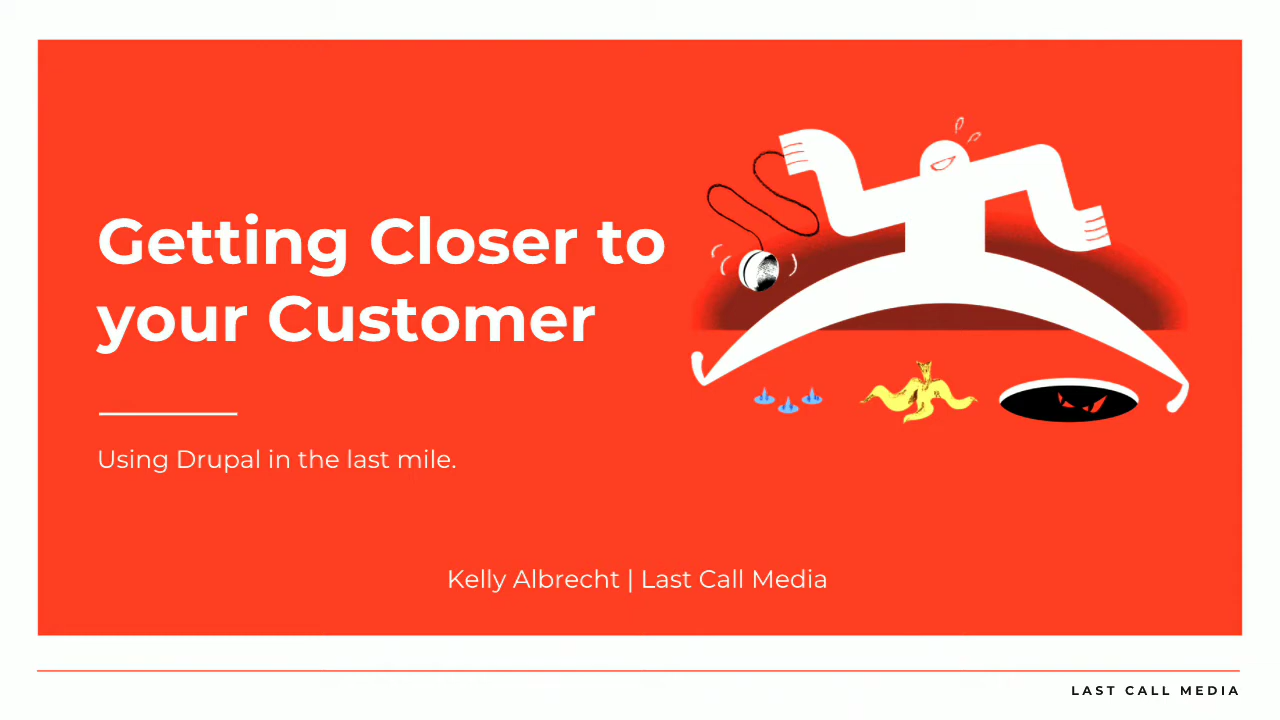 Getting Closer to
your Customer
Using Drupal in the last mile.
Kelly Albrecht | Last Call Media
LAST CALL MEDIA